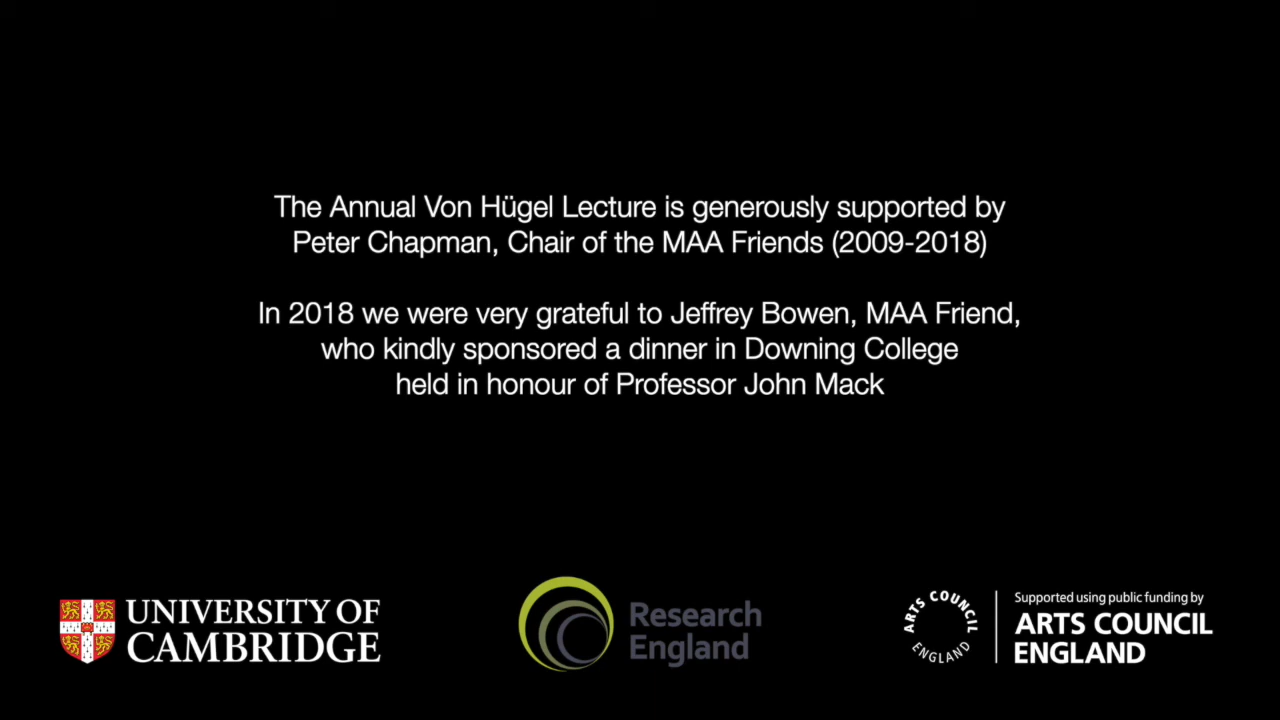 The Annual Von Hügel Lecture is generously supported by
Peter Chapman, Chair of the MAA Friends (2009-2018)
In 2018 we were very grateful to Jeffrey Bowen, MAA Friend,
who kindly sponsored a dinner in Downing College
held in honour of Professor John Mack
UNIVERSITY OF
CAMBRIDGE
Research
England
ARTS COUNCIL
ENGLAND
Supported using public funding by
ARTS COUNCIL
ENGLAND